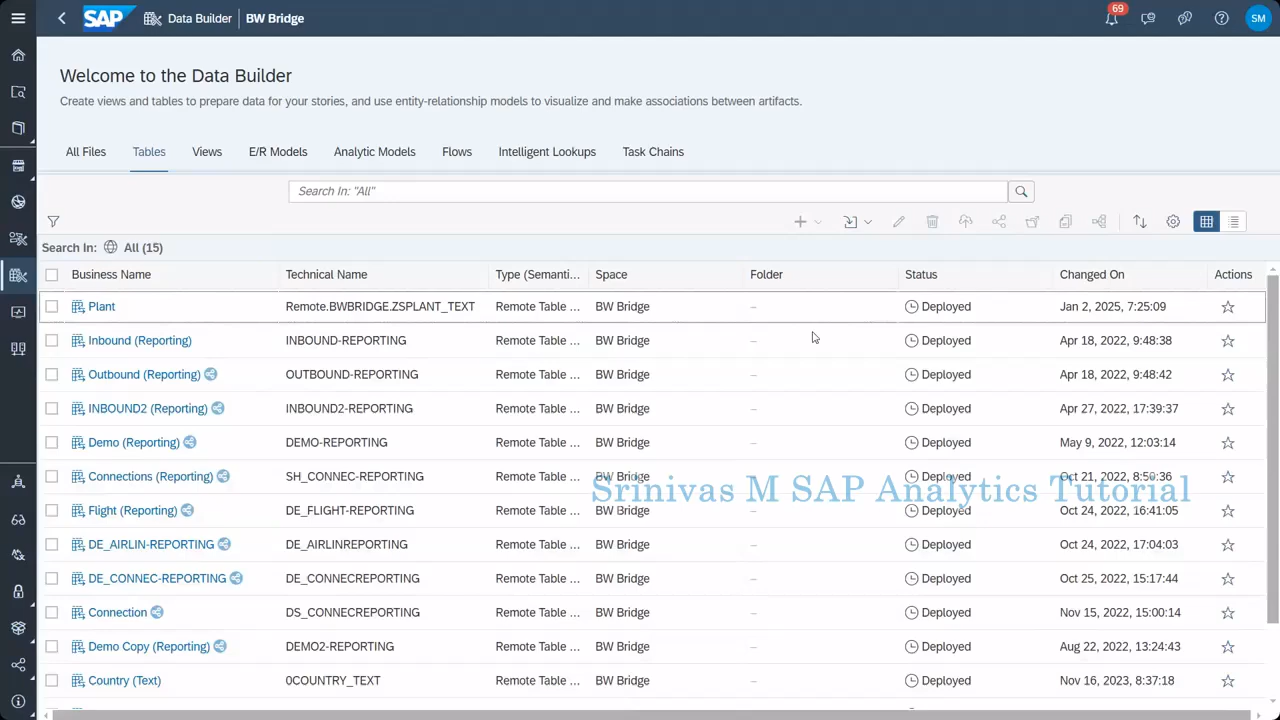 SAP Data Builder BW Bridge 69 SM
Welcome to the Data Builder
Create views and tables to prepare data for your stories, and use entity-relationship models to visualize and make associations between artifacts.
All Files Tables Views E/R Models Analytic Models Flows Intelligent Lookups Task Chains
Search In: "All"
Search In: All (15)
Business Name Technical Name Type (Semanti... Space Folder Status Changed On Actions
Plant Remote.BWBRIDGE.ZSPLANT_TEXT Remote Table ... BW Bridge – Deployed Jan 2, 2025, 7:25:09
Inbound (Reporting) INBOUND-REPORTING Remote Table ... BW Bridge – Deployed Apr 18, 2022, 9:48:38
Outbound (Reporting) OUTBOUND-REPORTING Remote Table ... BW Bridge – Deployed Apr 18, 2022, 9:48:42
INBOUND2 (Reporting) INBOUND2-REPORTING Remote Table ... BW Bridge – Deployed Apr 27, 2022, 17:39:37
Demo (Reporting) DEMO-REPORTING Remote Table ... BW Bridge – Deployed May 9, 2022, 12:03:14
Connections (Reporting) SH_CONNEC-REPORTING Remote Table ... BW Bridge – Deployed Oct 21, 2022, 8:50:36
Srinivas M SAP Analytics Tutorial
Flight (Reporting) DE_FLIGHT-REPORTING Remote Table ... BW Bridge – Deployed Oct 24, 2022, 16:41:05
DE_AIRLIN-REPORTING DE_AIRLINREPORTING Remote Table ... BW Bridge – Deployed Oct 24, 2022, 17:04:03
DE_CONNEC-REPORTING DE_CONNECREPORTING Remote Table ... BW Bridge – Deployed Oct 25, 2022, 15:17:44
Connection DS_CONNECREPORTING Remote Table ... BW Bridge – Deployed Nov 15, 2022, 15:00:14
Demo Copy (Reporting) DEMO2-REPORTING Remote Table ... BW Bridge – Deployed Aug 22, 2022, 13:24:43
Country (Text) 0COUNTRY_TEXT Remote Table ... BW Bridge – Deployed Nov 16, 2023, 8:37:18